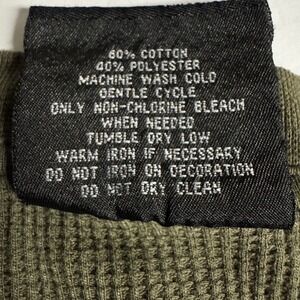 60% COTTON
40% POLYESTER
MACHINE WASH COLD
GENTLE CYCLE
ONLY NON-CHLORINE BLEACH
WHEN NEEDED
TUMBLE DRY LOW
WARM IRON IF NECESSARY
DO NOT IRON ON DECORATION
DO NOT DRY CLEAN